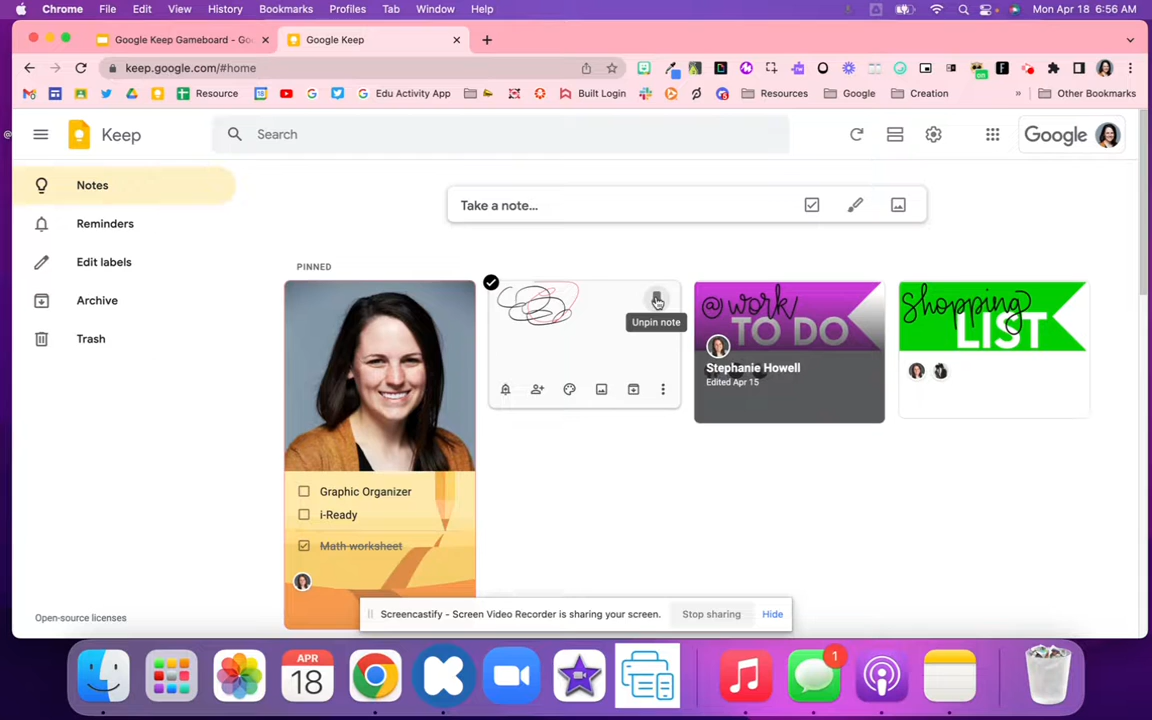 Chrome File Edit View History Bookmarks Profiles Tab Window Help Mon Apr 18 6:56 AM
Google Keep Gameboard - Go Google Keep
keep.google.com/#home
Resource Edu Activity App Built Login Resources Google Creation » Other Bookmarks
Keep Search Google
Notes
Take a note...
Reminders
Edit labels
PINNED
Archive
Trash
Unpin note
@work
TO DO
Stephanie Howell
Edited Apr 15
Shopping
LIST
Graphic Organizer
i-Ready
Math worksheet
Open-source licenses
Screencastify - Screen Video Recorder is sharing your screen. Stop sharing Hide
APR
18
1